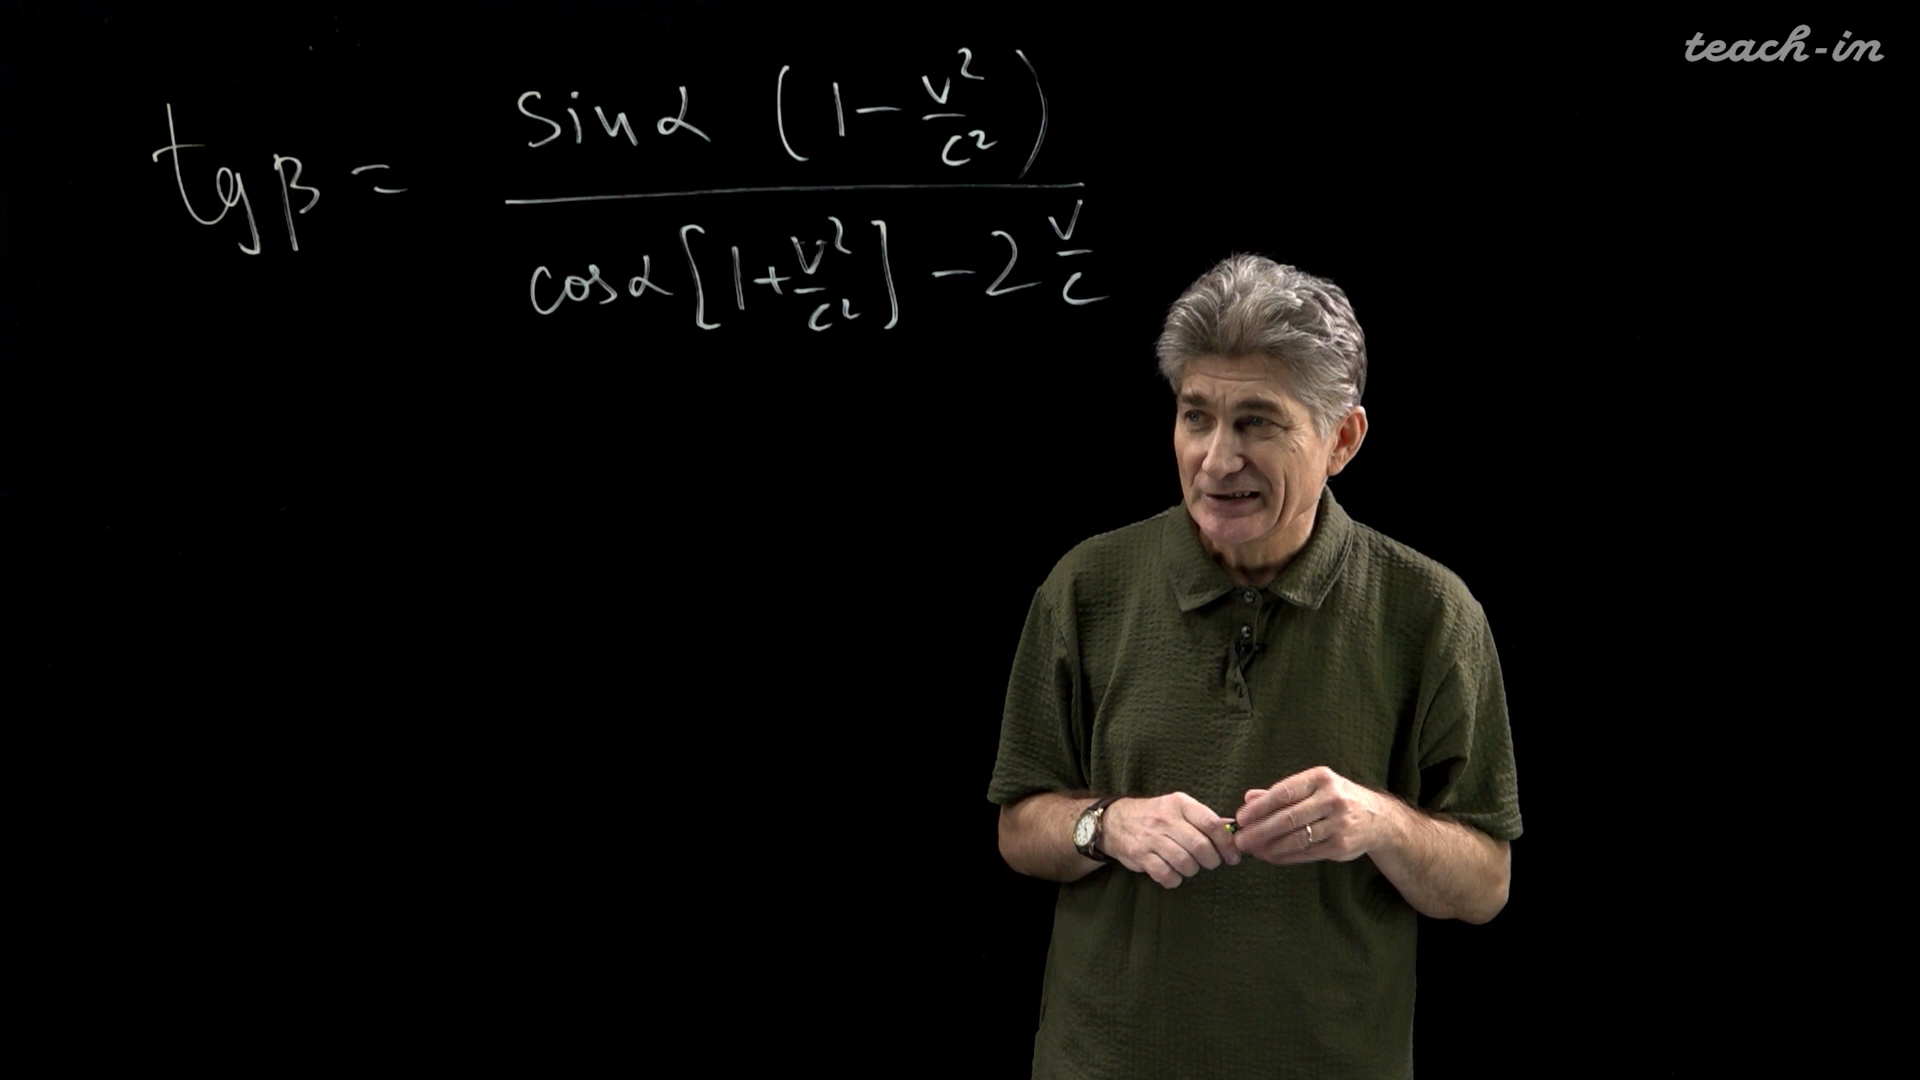 teach-in
tg β = sin α (1 - v²/c²) / cos α [1 + v²/c²] - 2 v/c